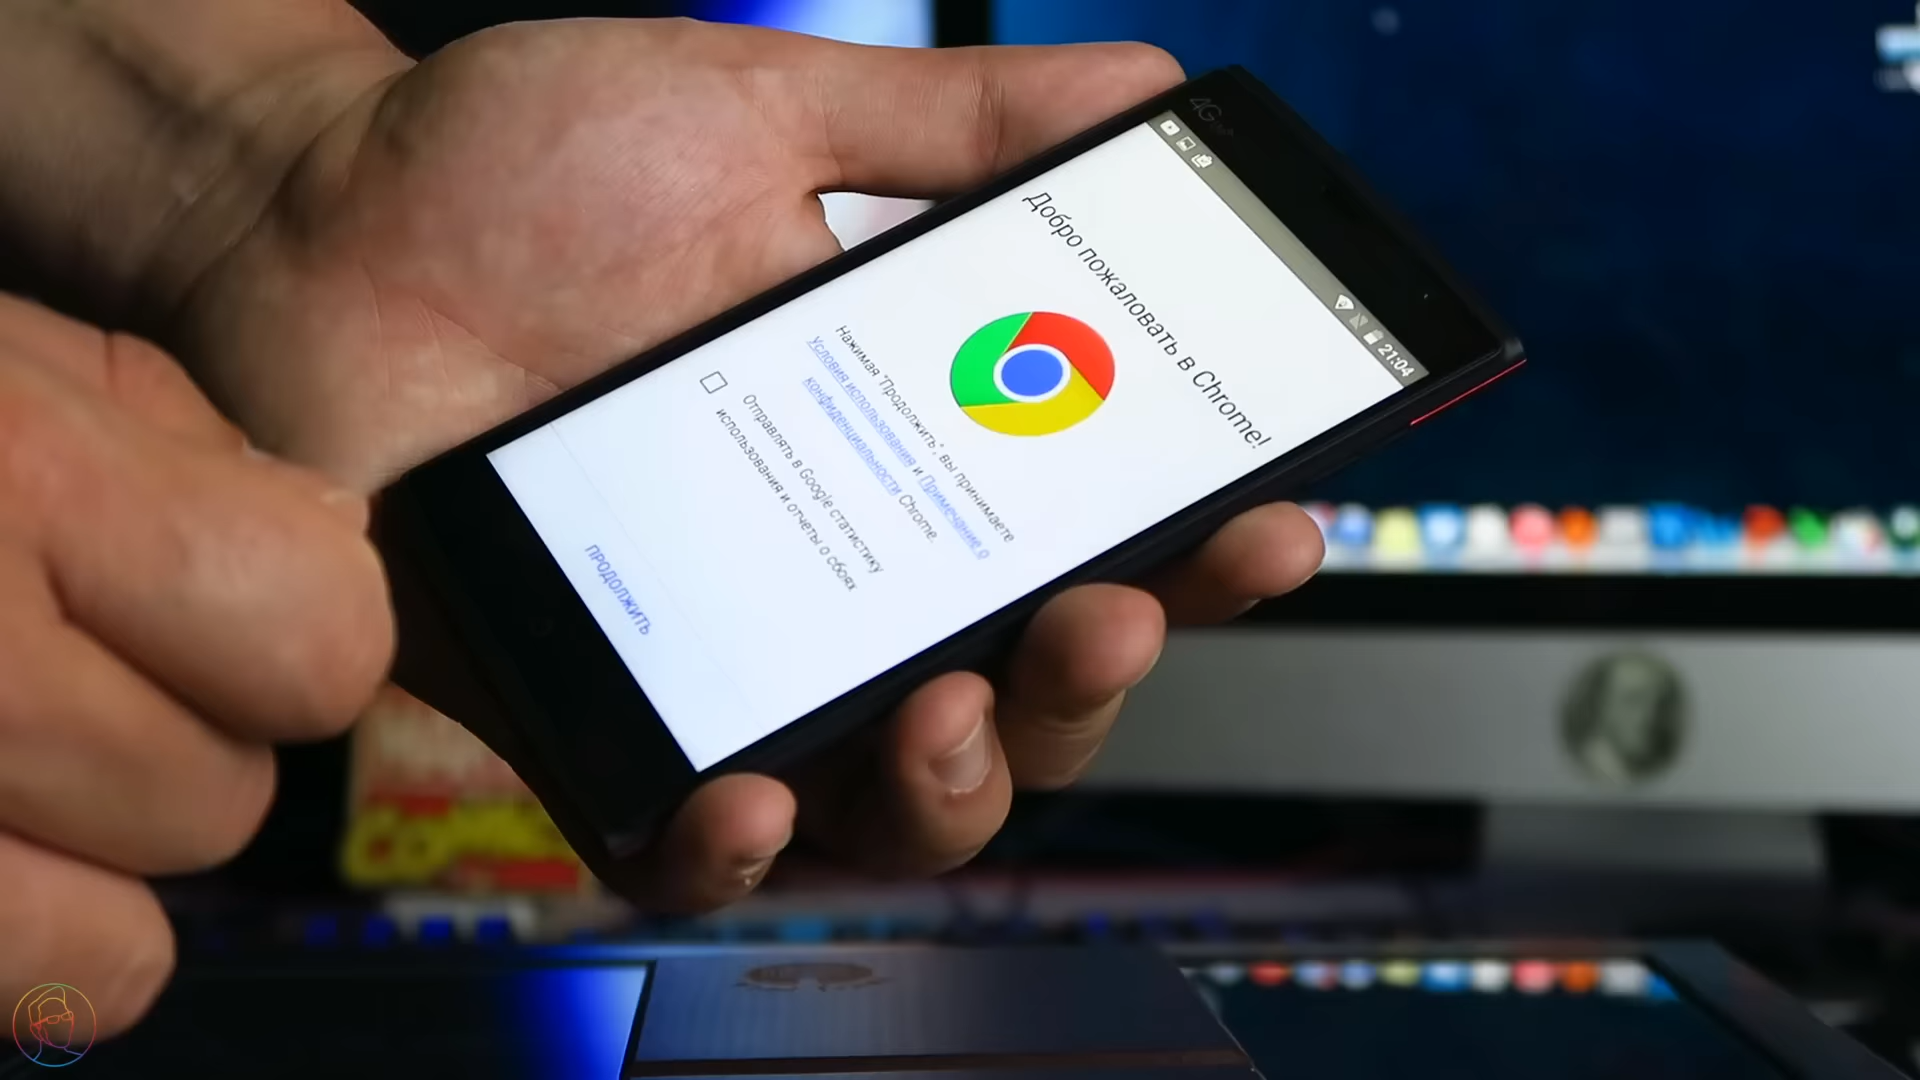 4G
21:04
Добро пожаловать в Chrome!
Нажимая "Продолжить", вы принимаете
Условия использования и Примечание о
конфиденциальности Chrome.
Отправлять в Google статистику
использования и отчеты о сбоях
ПРОДОЛЖИТЬ